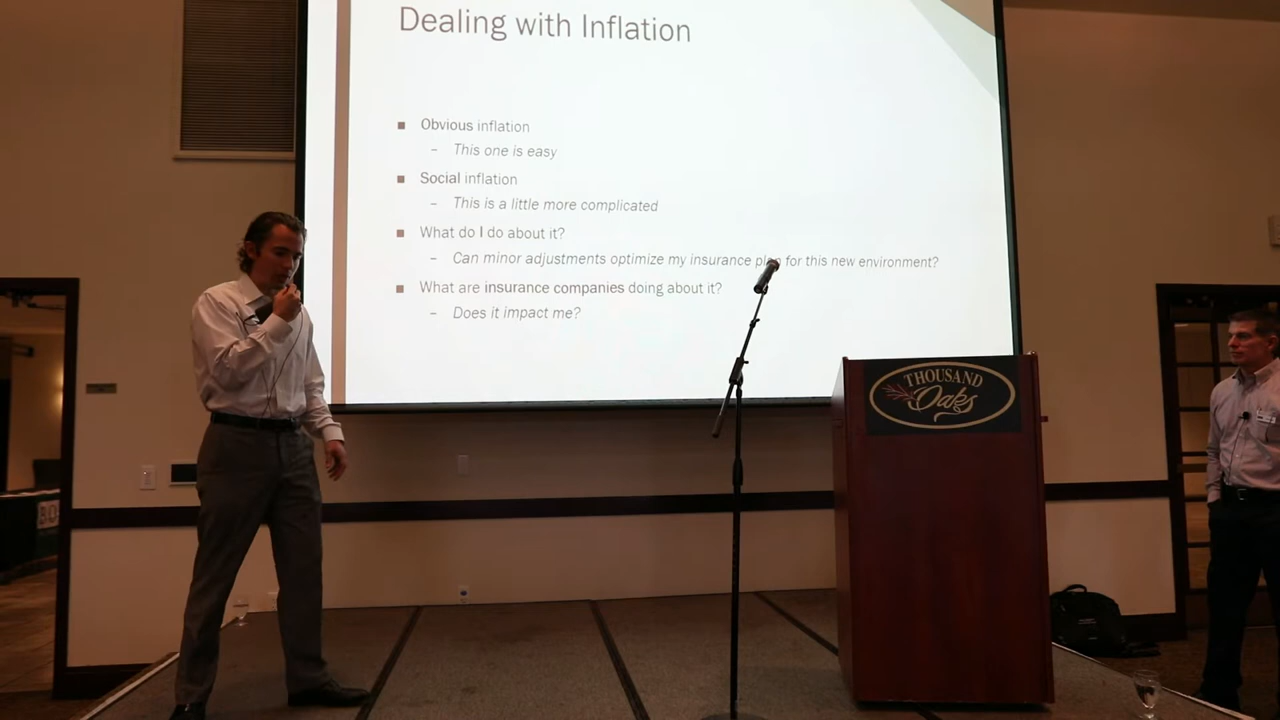 Dealing with Inflation
Obvious inflation
– This one is easy
Social inflation
– This is a little more complicated
What do I do about it?
– Can minor adjustments optimize my insurance plan for this new environment?
What are insurance companies doing about it?
– Does it impact me?
THOUSAND
Oaks
BO